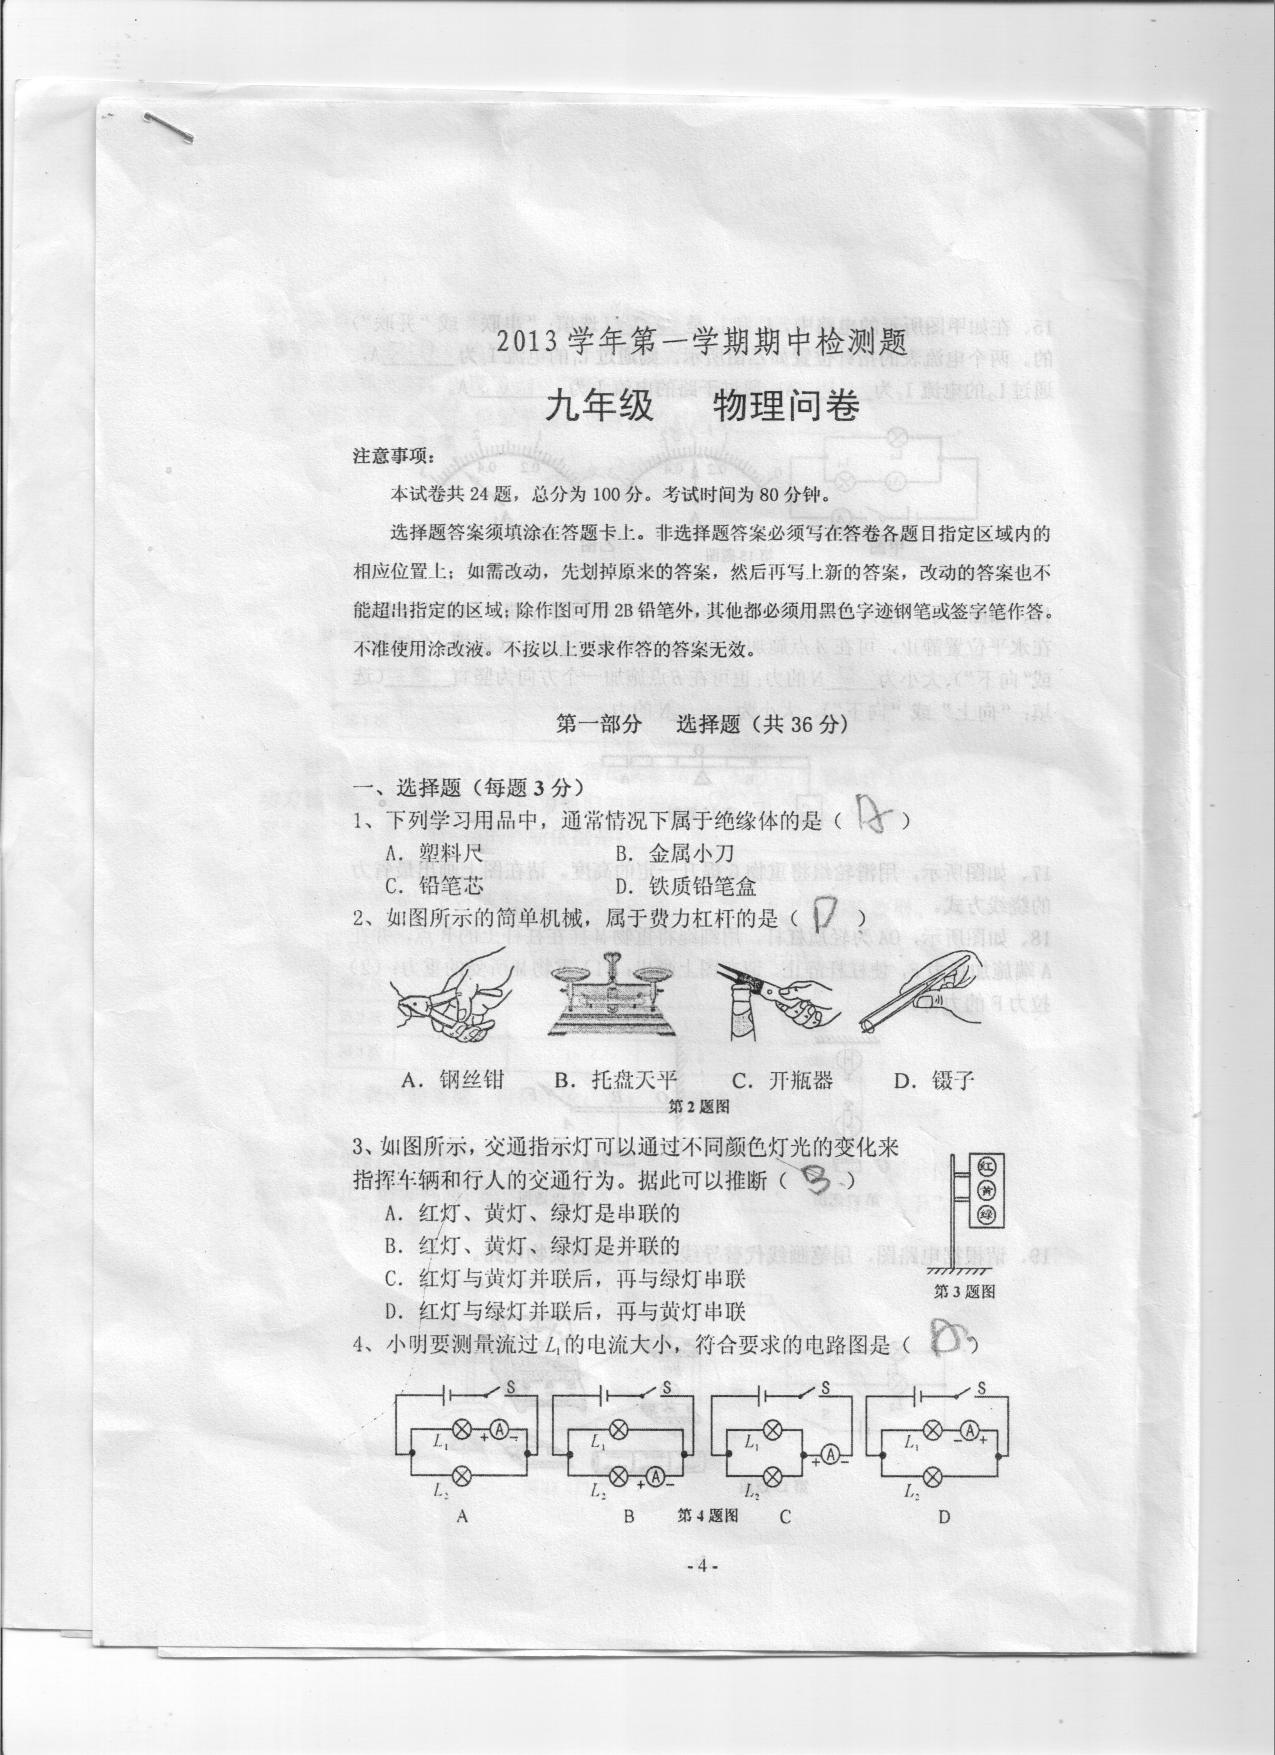 2013 学年第一学期期中检测题
九年级 物理问卷
注意事项：
本试卷共 24 题，总分为 100 分。考试时间为 80 分钟。
选择题答案须填涂在答题卡上。非选择题答案必须写在答卷各题目指定区域内的
相应位置上；如需改动，先划掉原来的答案，然后再写上新的答案，改动的答案也不
能超出指定的区域；除作图可用 2B 铅笔外，其他都必须用黑色字迹钢笔或签字笔作答。
不准使用涂改液。不按以上要求作答的答案无效。
第一部分 选择题（共 36 分）
一、选择题（每题 3 分）
1、下列学习用品中，通常情况下属于绝缘体的是（ A ）
A．塑料尺 B．金属小刀
C．铅笔芯 D．铁质铅笔盒
2、如图所示的简单机械，属于费力杠杆的是（ D ）
A．钢丝钳 B．托盘天平 C．开瓶器 D．镊子
第 2 题图
3、如图所示，交通指示灯可以通过不同颜色灯光的变化来
指挥车辆和行人的交通行为。据此可以推断（ B ）
A．红灯、黄灯、绿灯是串联的
B．红灯、黄灯、绿灯是并联的
C．红灯与黄灯并联后，再与绿灯串联
D．红灯与绿灯并联后，再与黄灯串联
红
黄
绿
第 3 题图
4、小明要测量流过 L₁的电流大小，符合要求的电路图是（ D ）
S S S S
L₁ + A - L₁ L₁ + A - L₁ - A +
L₂ L₂ + A - L₂ L₂
A B 第 4 题图 C D
- 4 -